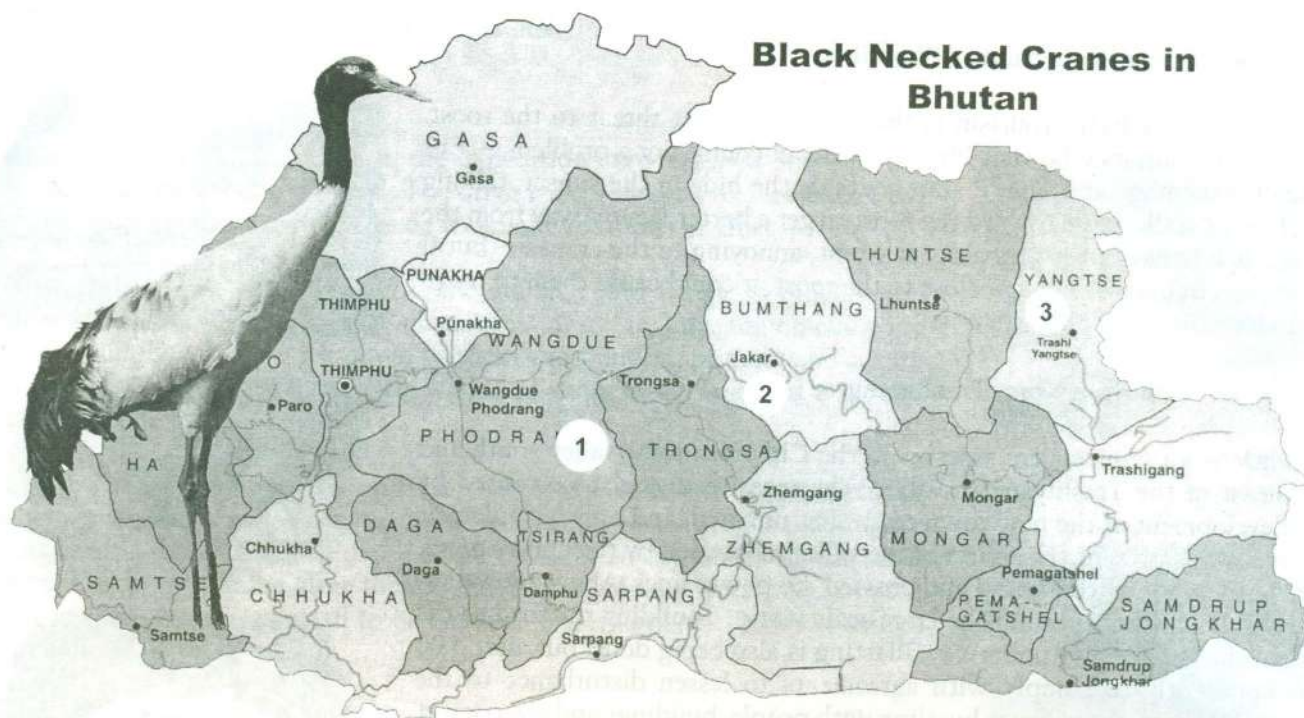 Black Necked Cranes in
Bhutan
GASA
Gasa
PUNAKHA
Punakha
THIMPHU
THIMPHU
Paro
HA
WANGDUE
Wangdue
Phodrang
1
TRONGSA
Trongsa
BUMTHANG
Jakar
2
LHUNTSE
Lhuntse
YANGTSE
3
Trashi
Yangtse
Trashigang
Mongar
MONGAR
Zhemgang
ZHEMGANG
Pemagatshel
PEMA-
GATSHEL
SAMDRUP
JONGKHAR
Samdrup
Jongkhar
SAMTSE
Samtse
Chhukha
CHHUKHA
DAGA
Daga
TSIRANG
Damphu
SARPANG
Sarpang